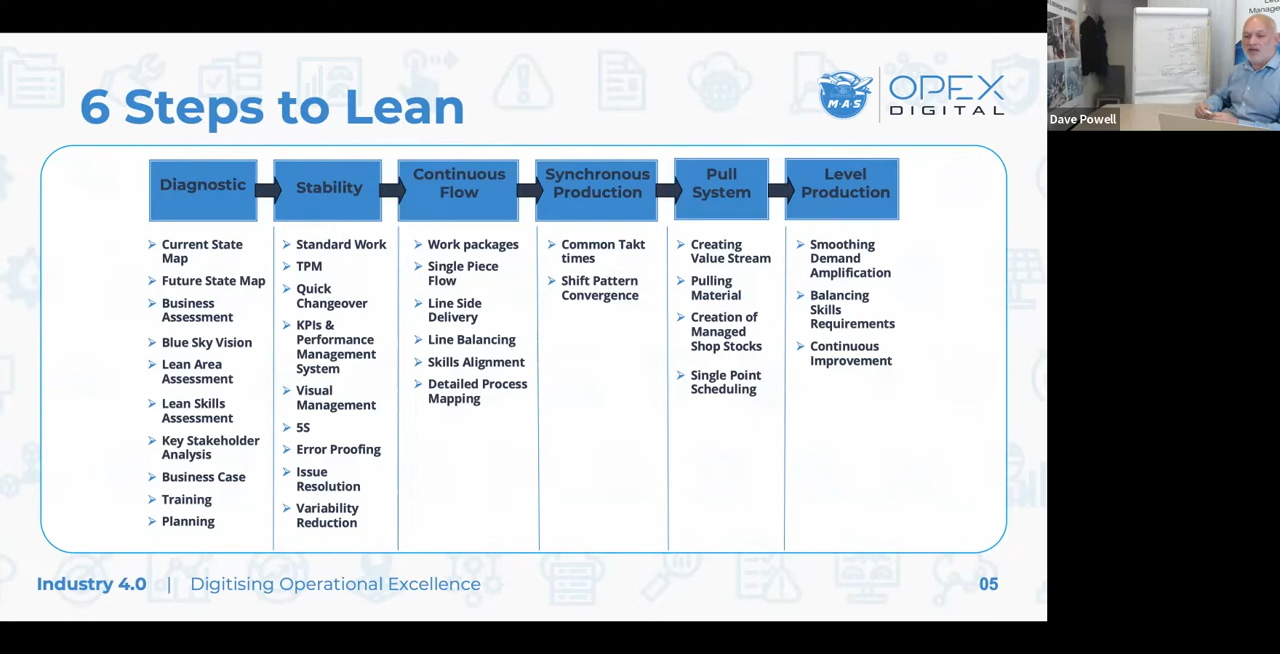 6 Steps to Lean
M·A·S
OPEX
DIGITAL
Diagnostic
Stability
Continuous
Flow
Synchronous
Production
Pull
System
Level
Production
Current State
Map
Future State Map
Business
Assessment
Blue Sky Vision
Lean Area
Assessment
Lean Skills
Assessment
Key Stakeholder
Analysis
Business Case
Training
Planning
Standard Work
TPM
Quick
Changeover
KPIs &
Performance
Management
System
Visual
Management
5S
Error Proofing
Issue
Resolution
Variability
Reduction
Work packages
Single Piece
Flow
Line Side
Delivery
Line Balancing
Skills Alignment
Detailed Process
Mapping
Common Takt
times
Shift Pattern
Convergence
Creating
Value Stream
Pulling
Material
Creation of
Managed
Shop Stocks
Single Point
Scheduling
Smoothing
Demand
Amplification
Balancing
Skills
Requirements
Continuous
Improvement
Industry 4.0 | Digitising Operational Excellence
05
Dave Powell